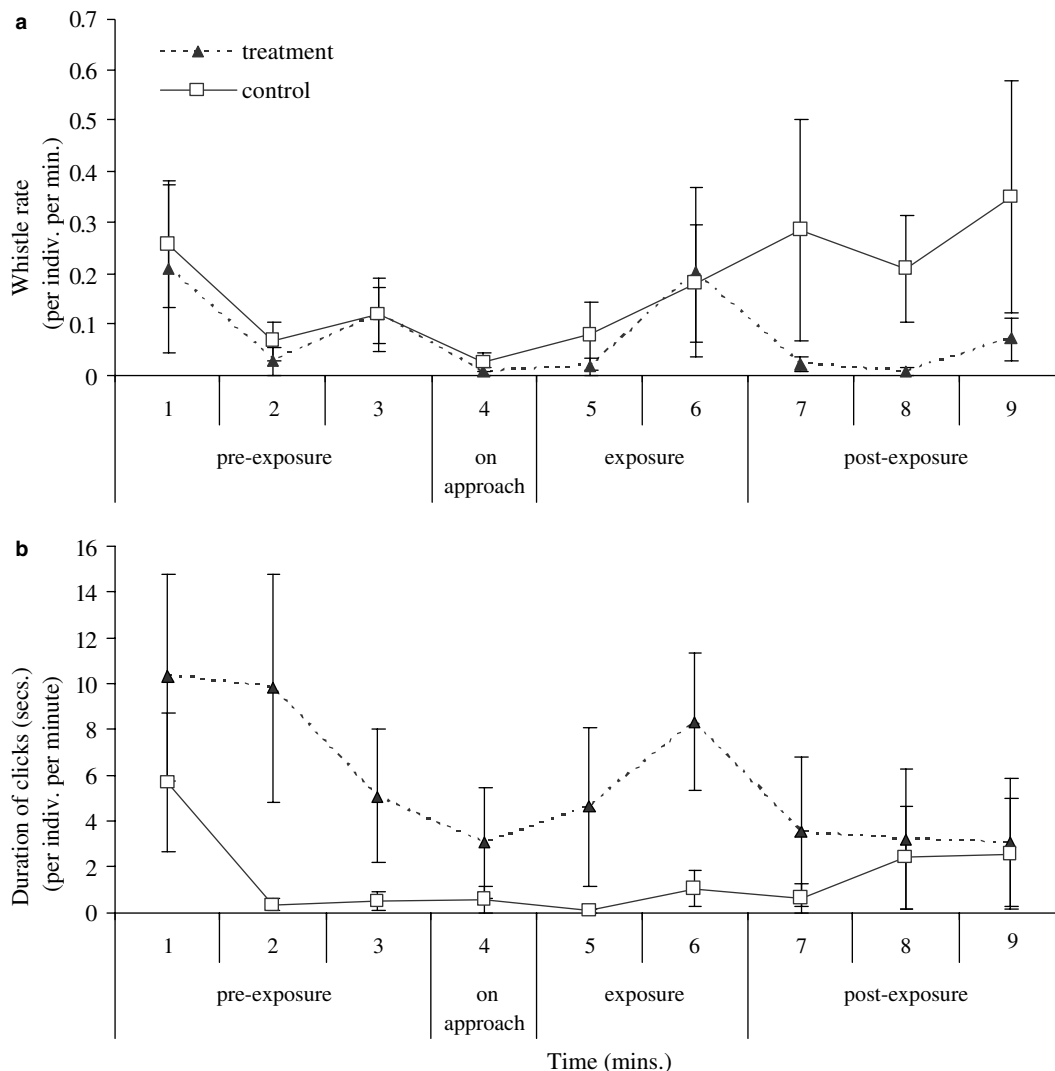 a
0.7
0.6
0.5
0.4
0.3
0.2
0.1
0
Whistle rate
(per indiv. per min.)
treatment
control
1 2 3 4 5 6 7 8 9
pre-exposure on exposure post-exposure
approach
b
16
14
12
10
8
6
4
2
0
Duration of clicks (secs.)
(per indiv. per minute)
1 2 3 4 5 6 7 8 9
pre-exposure on exposure post-exposure
approach
Time (mins.)